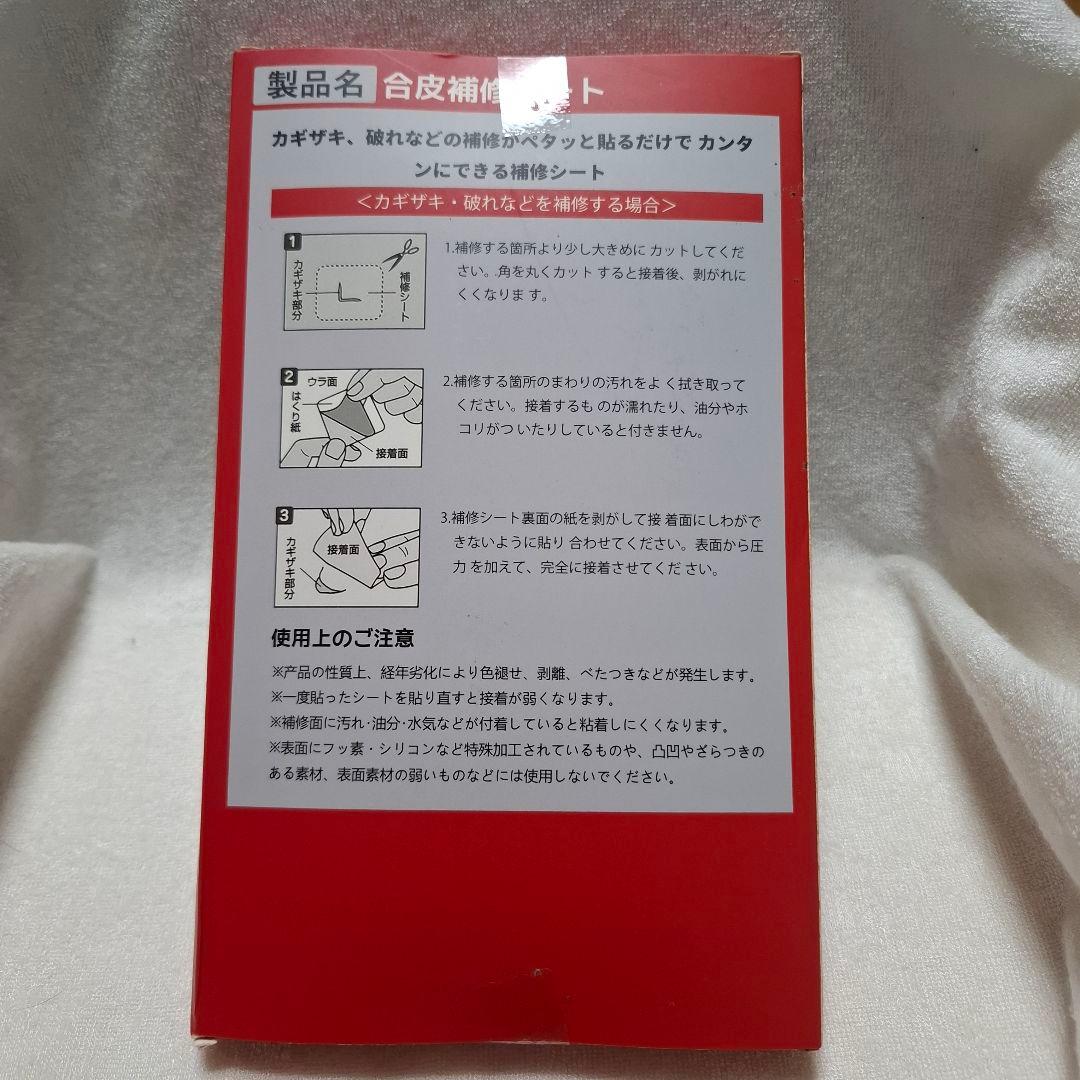 製品名 合皮補修 ート
カギザキ、破れなどの補修がペタッと貼るだけで カンタ
ンにできる補修シート
＜カギザキ・破れなどを補修する場合＞
1
カギザキ部分
補修シート
1.補修する箇所より少し大きめに カットしてくだ
さい。.角を丸くカット すると接着後、剥がれに
くくなりま す。
2
ウラ面
はくり紙
接着面
2.補修する箇所のまわりの汚れをよ く拭き取って
ください。接着するも のが濡れたり、油分やホ
コリがつ いたりしていると付きません。
3
接着面
カギザキ部分
3.補修シート裏面の紙を剥がして接 着面にしわがで
きないように貼り 合わせてください。表面から圧
力 を加えて、完全に接着させてくだ さい。
使用上のご注意
※产品の性質上、経年劣化により色褪せ、剥離、べたつきなどが発生します。
※一度貼ったシートを貼り直すと接着が弱くなります。
※補修面に汚れ·油分·水気などが付着していると粘着しにくくなります。
※表面にフッ素・シリコンなど特殊加工されているものや、凸凹やざらつきの
ある素材、表面素材の弱いものなどには使用しないでください。